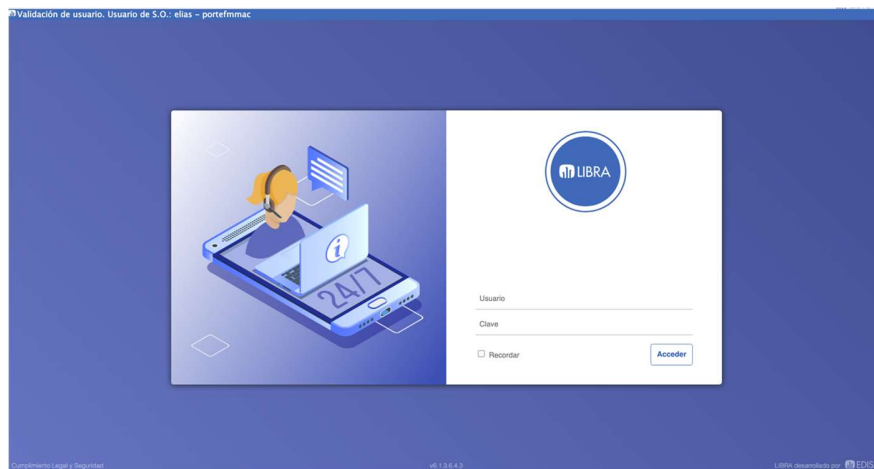 Validación de usuario. Usuario de S.O.: elias - portefmmac
LIBRA
24/7
Usuario
Clave
Recordar
Acceder
Cumplimiento Legal y Seguridad
v6.1.3.6.4.3
LIBRA desarrollado por EDISA